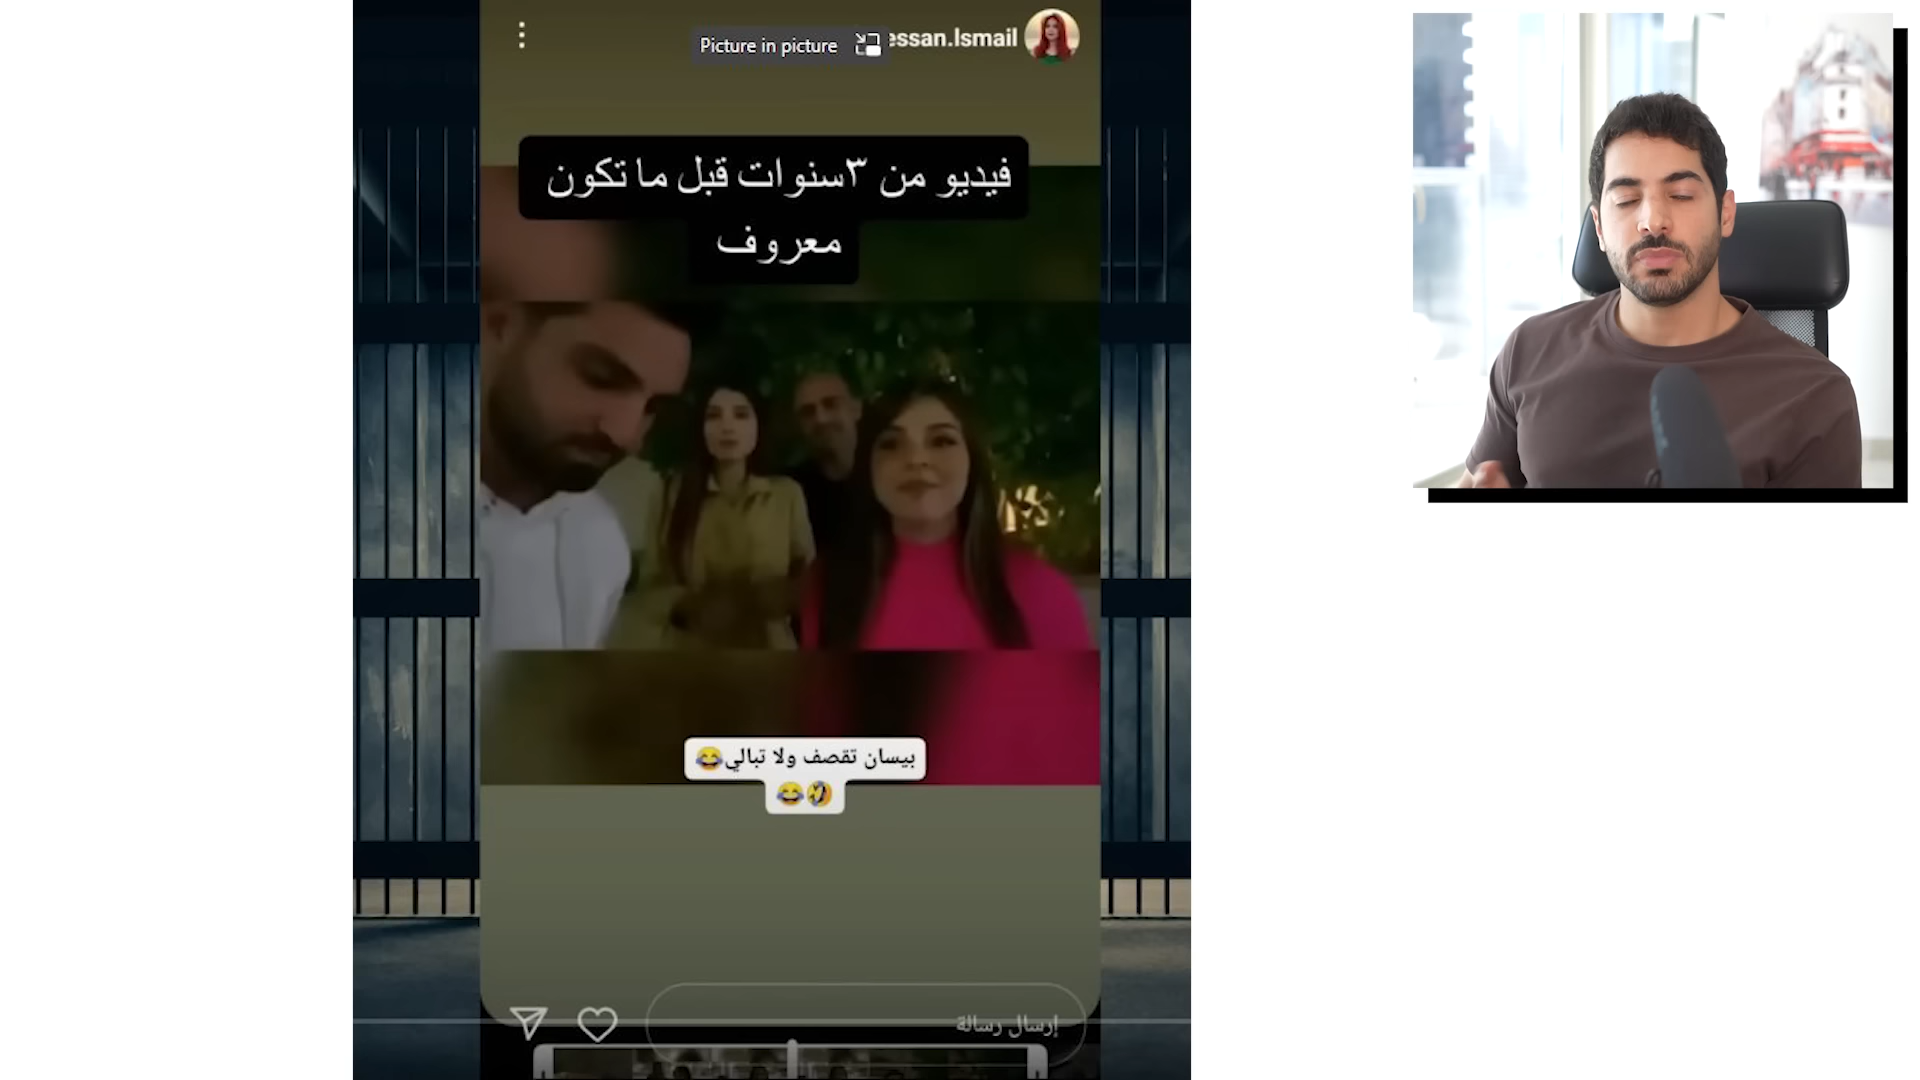 Picture in picture
essan.Ismail
فيديو من ٣سنوات قبل ما تكون
معروف
بيسان تقصف ولا تبالي😂
🤣😂
إرسال رسالة